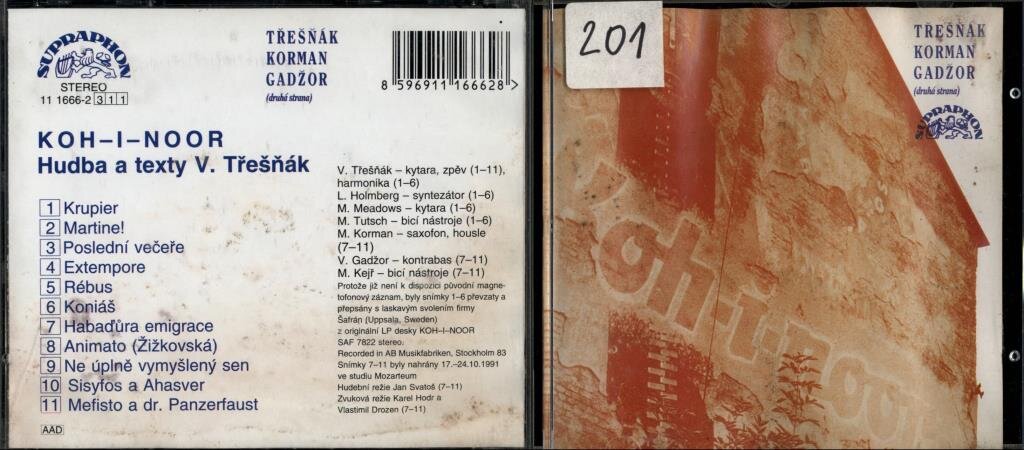 SUPRAPHON
STEREO
11 1666-2 311
TŘEŠŇÁK
KORMAN
GADŽOR
(druhá strana)
8 596911 166628 >
KOH–I–NOOR
Hudba a texty V. Třešňák
1 Krupier
2 Martine!
3 Poslední večeře
4 Extempore
5 Rébus
6 Koniáš
7 Habaďůra emigrace
8 Animato (Žižkovská)
9 Ne úplně vymyšlený sen
10 Sisyfos a Ahasver
11 Mefisto a dr. Panzerfaust
AAD
V. Třešňák – kytara, zpěv (1–11),
harmonika (1–6)
L. Holmberg – syntezátor (1–6)
M. Meadows – kytara (1–6)
M. Tutsch – bicí nástroje (1–6)
M. Korman – saxofon, housle
(7–11)
V. Gadžor – kontrabas (7–11)
M. Kejř – bicí nástroje (7–11)
Protože již není k dispozici původní magne-
tofonový záznam, byly snímky 1–6 převzaty a
přepsány s laskavým svolením firmy
Šafrán (Uppsala, Sweden)
z originální LP desky KOH–I–NOOR
SAF 7822 stereo.
Recorded in AB Musikfabriken, Stockholm 83
Snímky 7–11 byly nahrány 17.–24.10.1991
ve studiu Mozarteum
Hudební režie Jan Svatoš (7–11)
Zvuková režie Karel Hodr a
Vlastimil Drozen (7–11)
201
TŘEŠŇÁK
KORMAN
GADŽOR
(druhá strana)
SUPRAPHON
koh-i-noor